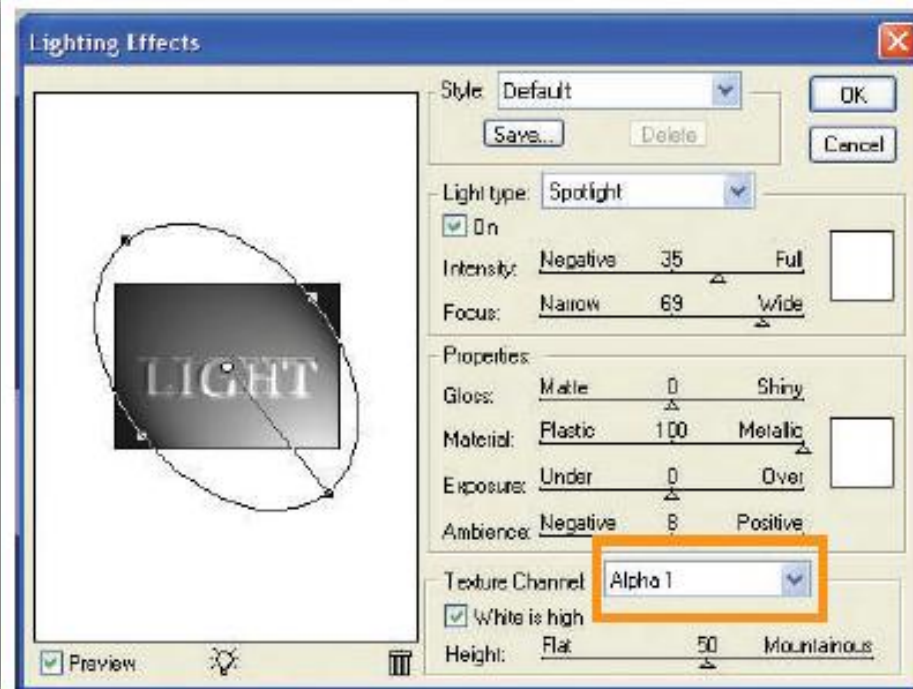 Lighting Effects
Style: Default
OK
Save...
Delete
Cancel
Light type: Spotlight
On
Intensity: Negative 35 Full
Focus: Narrow 69 Wide
LIGHT
Properties:
Gloss: Matte 0 Shiny
Material: Plastic 100 Metallic
Exposure: Under 0 Over
Ambience: Negative 8 Positive
Texture Channel: Alpha 1
White is high
Height: Flat 50 Mountainous
Preview